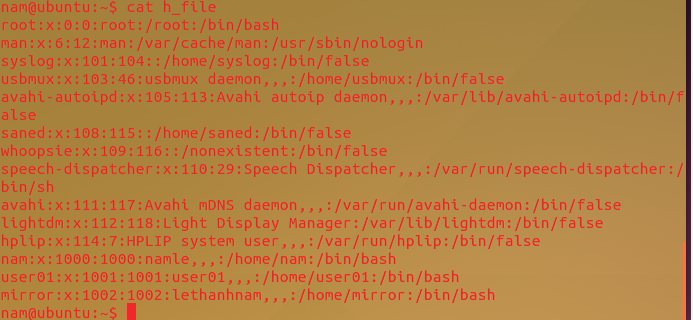 nam@ubuntu:~$ cat h_file
root:x:0:0:root:/root:/bin/bash
man:x:6:12:man:/var/cache/man:/usr/sbin/nologin
syslog:x:101:104::/home/syslog:/bin/false
usbmux:x:103:46:usbmux daemon,,,:/home/usbmux:/bin/false
avahi-autoipd:x:105:113:Avahi autoip daemon,,,:/var/lib/avahi-autoipd:/bin/f
alse
saned:x:108:115::/home/saned:/bin/false
whoopsie:x:109:116::/nonexistent:/bin/false
speech-dispatcher:x:110:29:Speech Dispatcher,,,:/var/run/speech-dispatcher:/
bin/sh
avahi:x:111:117:Avahi mDNS daemon,,,:/var/run/avahi-daemon:/bin/false
lightdm:x:112:118:Light Display Manager:/var/lib/lightdm:/bin/false
hplip:x:114:7:HPLIP system user,,,:/var/run/hplip:/bin/false
nam:x:1000:1000:namle,,,:/home/nam:/bin/bash
user01:x:1001:1001:user01,,,:/home/user01:/bin/bash
mirror:x:1002:1002:lethanhnam,,,:/home/mirror:/bin/bash
nam@ubuntu:~$